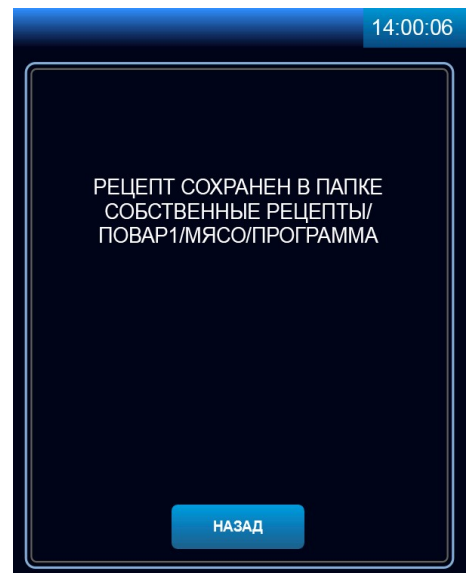 14:00:06
РЕЦЕПТ СОХРАНЕН В ПАПКЕ
СОБСТВЕННЫЕ РЕЦЕПТЫ/
ПОВАР1/МЯСО/ПРОГРАММА
НАЗАД